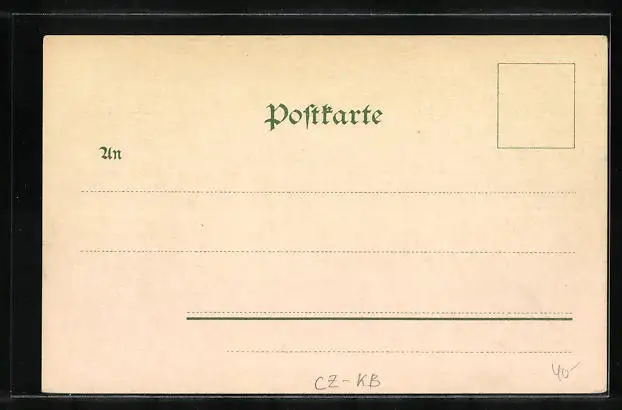 Postkarte
An
CZ-KB
40-